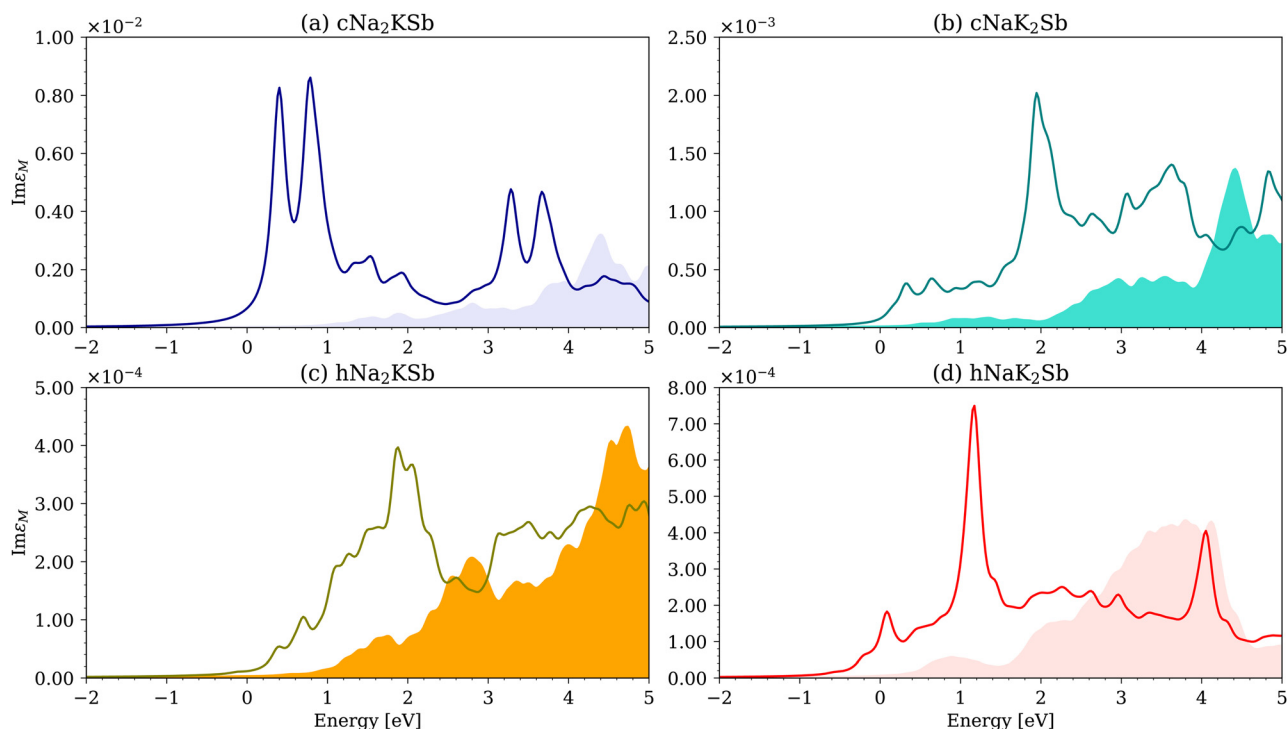 (a) cNa₂KSb
×10⁻²
1.00
0.80
0.60
0.40
0.20
0.00
Imε_M
−2 −1 0 1 2 3 4 5
(b) cNaK₂Sb
×10⁻³
2.50
2.00
1.50
1.00
0.50
0.00
−2 −1 0 1 2 3 4 5
(c) hNa₂KSb
×10⁻⁴
5.00
4.00
3.00
2.00
1.00
0.00
Imε_M
−2 −1 0 1 2 3 4 5
Energy [eV]
(d) hNaK₂Sb
×10⁻⁴
8.00
7.00
6.00
5.00
4.00
3.00
2.00
1.00
0.00
−2 −1 0 1 2 3 4 5
Energy [eV]